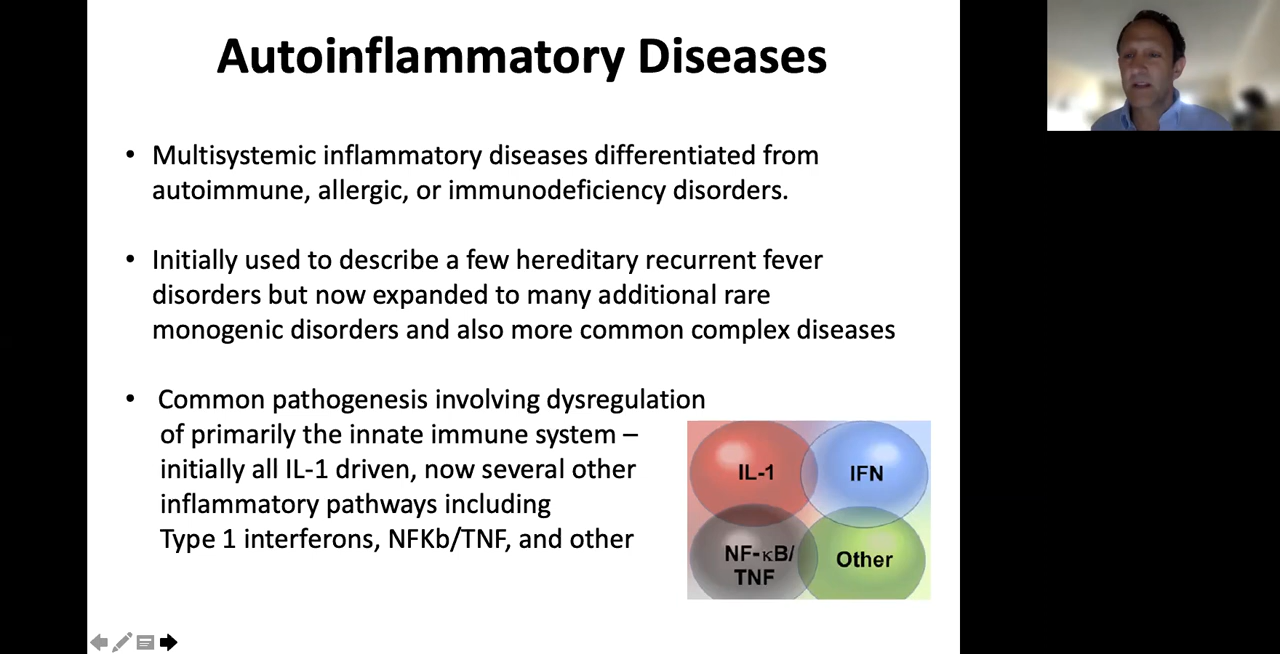 Autoinflammatory Diseases
• Multisystemic inflammatory diseases differentiated from
autoimmune, allergic, or immunodeficiency disorders.
• Initially used to describe a few hereditary recurrent fever
disorders but now expanded to many additional rare
monogenic disorders and also more common complex diseases
• Common pathogenesis involving dysregulation
of primarily the innate immune system –
initially all IL-1 driven, now several other
inflammatory pathways including
Type 1 interferons, NFKb/TNF, and other
IL-1
IFN
NF-κB/
TNF
Other